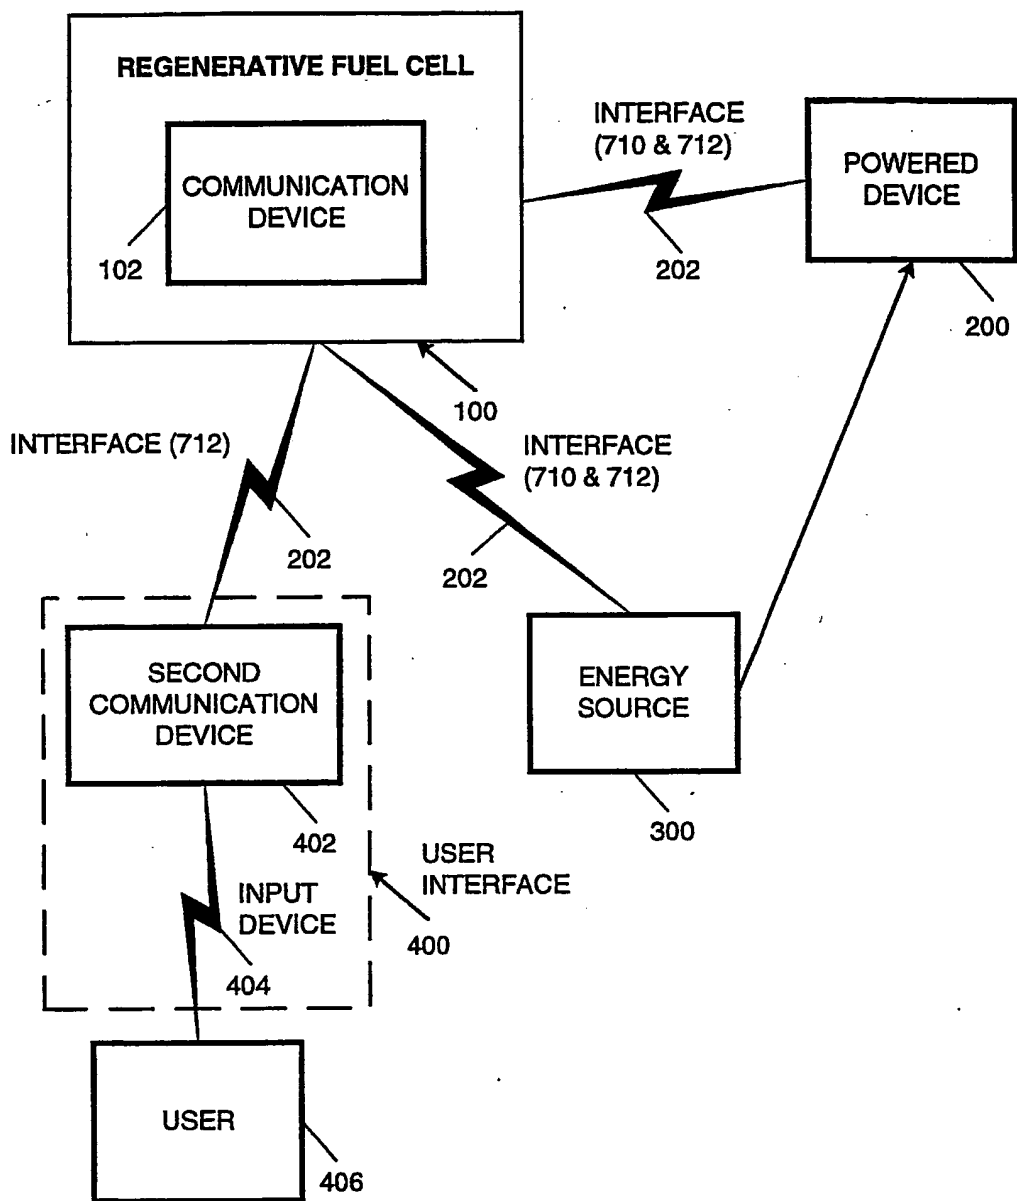 REGENERATIVE FUEL CELL
COMMUNICATION
DEVICE
102
INTERFACE
(710 & 712)
202
POWERED
DEVICE
200
100
INTERFACE (712)
202
INTERFACE
(710 & 712)
202
SECOND
COMMUNICATION
DEVICE
402
ENERGY
SOURCE
300
INPUT
DEVICE
404
USER
INTERFACE
400
USER
406